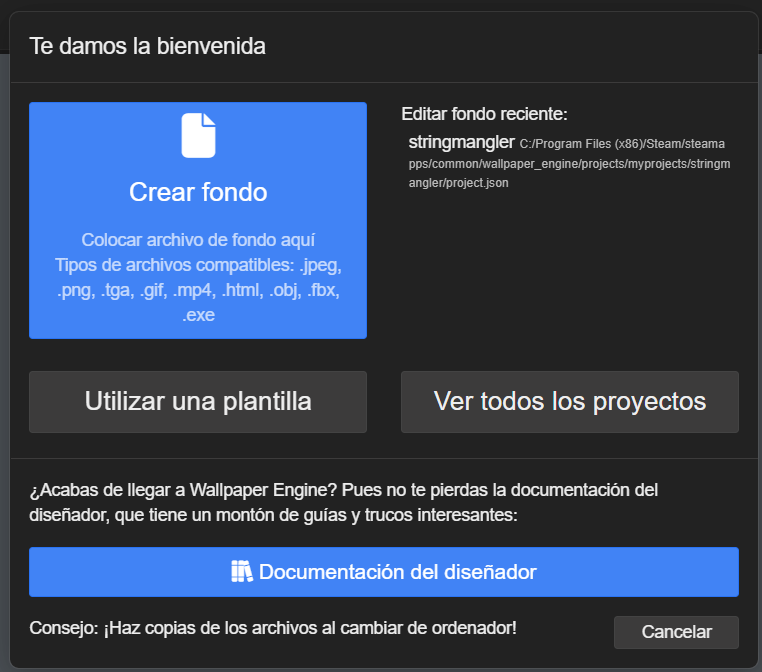 Te damos la bienvenida
Crear fondo
Colocar archivo de fondo aquí
Tipos de archivos compatibles: .jpeg,
.png, .tga, .gif, .mp4, .html, .obj, .fbx,
.exe
Editar fondo reciente:
stringmangler C:/Program Files (x86)/Steam/steama
pps/common/wallpaper_engine/projects/myprojects/stringm
angler/project.json
Utilizar una plantilla
Ver todos los proyectos
¿Acabas de llegar a Wallpaper Engine? Pues no te pierdas la documentación del
diseñador, que tiene un montón de guías y trucos interesantes:
Documentación del diseñador
Consejo: ¡Haz copias de los archivos al cambiar de ordenador!
Cancelar